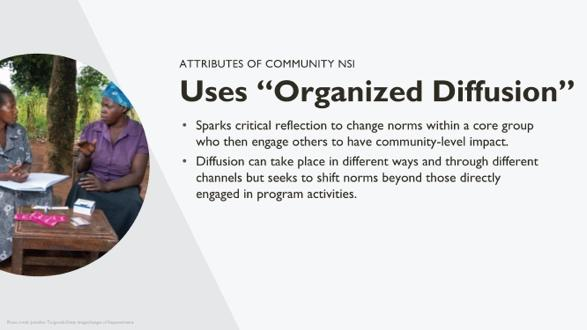 ATTRIBUTES OF COMMUNITY NSI
Uses “Organized Diffusion”
• Sparks critical reflection to change norms within a core group
who then engage others to have community-level impact.
• Diffusion can take place in different ways and through different
channels but seeks to shift norms beyond those directly
engaged in program activities.